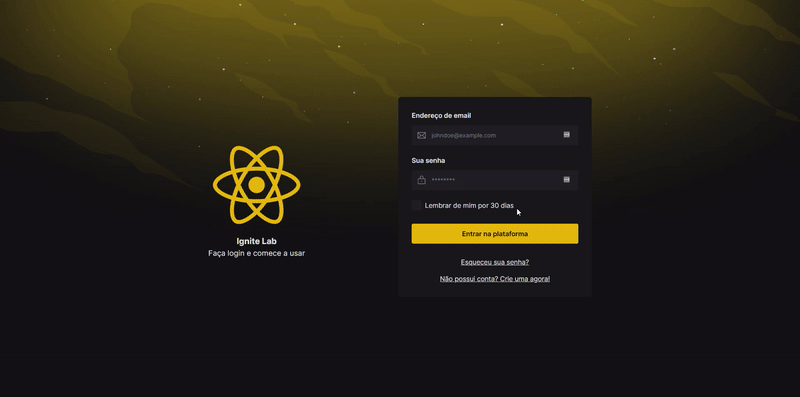 Ignite Lab
Faça login e comece a usar
Endereço de email
johndoe@example.com
Sua senha
********
Lembrar de mim por 30 dias
Entrar na plataforma
Esqueceu sua senha?
Não possui conta? Crie uma agora!